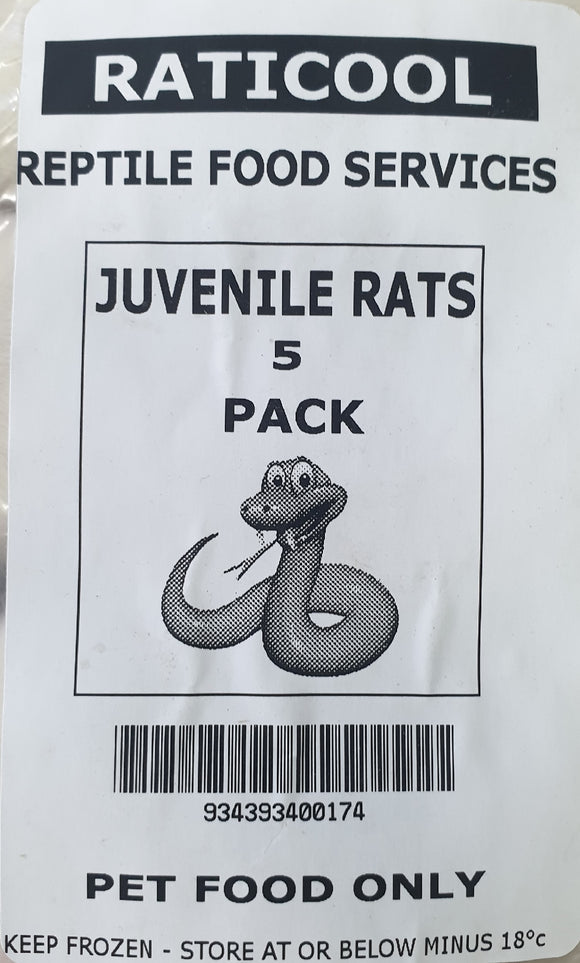 RATICOOL
REPTILE FOOD SERVICES
JUVENILE RATS
5
PACK
934393400174
PET FOOD ONLY
KEEP FROZEN - STORE AT OR BELOW MINUS 18°c